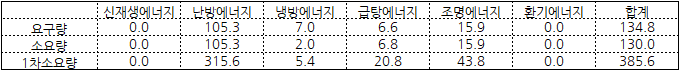 신재생에너지 난방에너지 냉방에너지 급탕에너지 조명에너지 환기에너지 합계
요구량 0.0 105.3 7.0 6.6 15.9 0.0 134.8
소요량 0.0 105.3 2.0 6.8 15.9 0.0 130.0
1차소요량 0.0 315.6 5.4 20.8 43.8 0.0 385.6